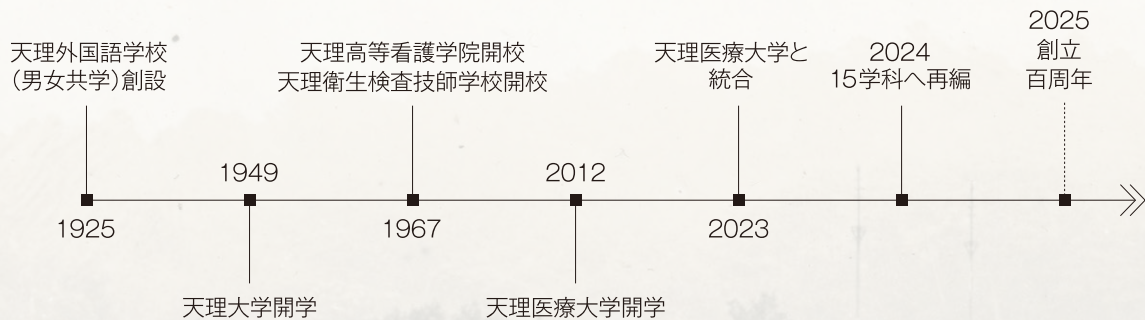 天理外国語学校
（男女共学）創設
1925
1949
天理大学開学
天理高等看護学院開校
天理衛生検査技師学校開校
1967
2012
天理医療大学開学
天理医療大学と
統合
2023
2024
15学科へ再編
2025
創立
百周年